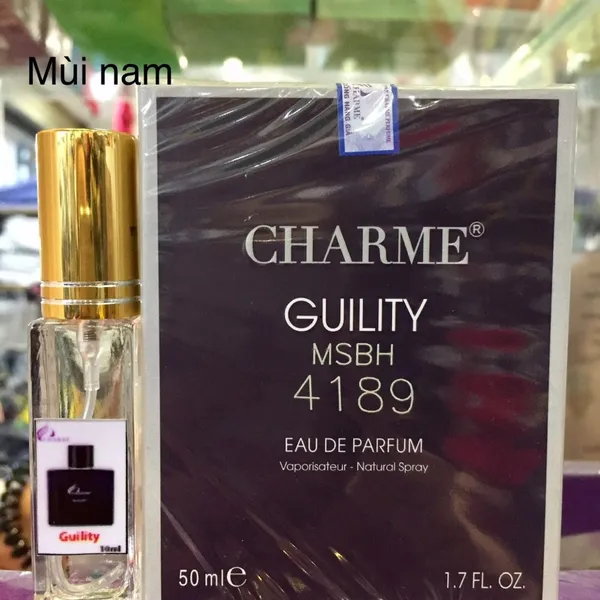 Mùi nam
CHARME®
GUILITY
MSBH
4189
EAU DE PARFUM
Vaporisateur - Natural Spray
50 ml e
1.7 FL. OZ.
Guility
10ml